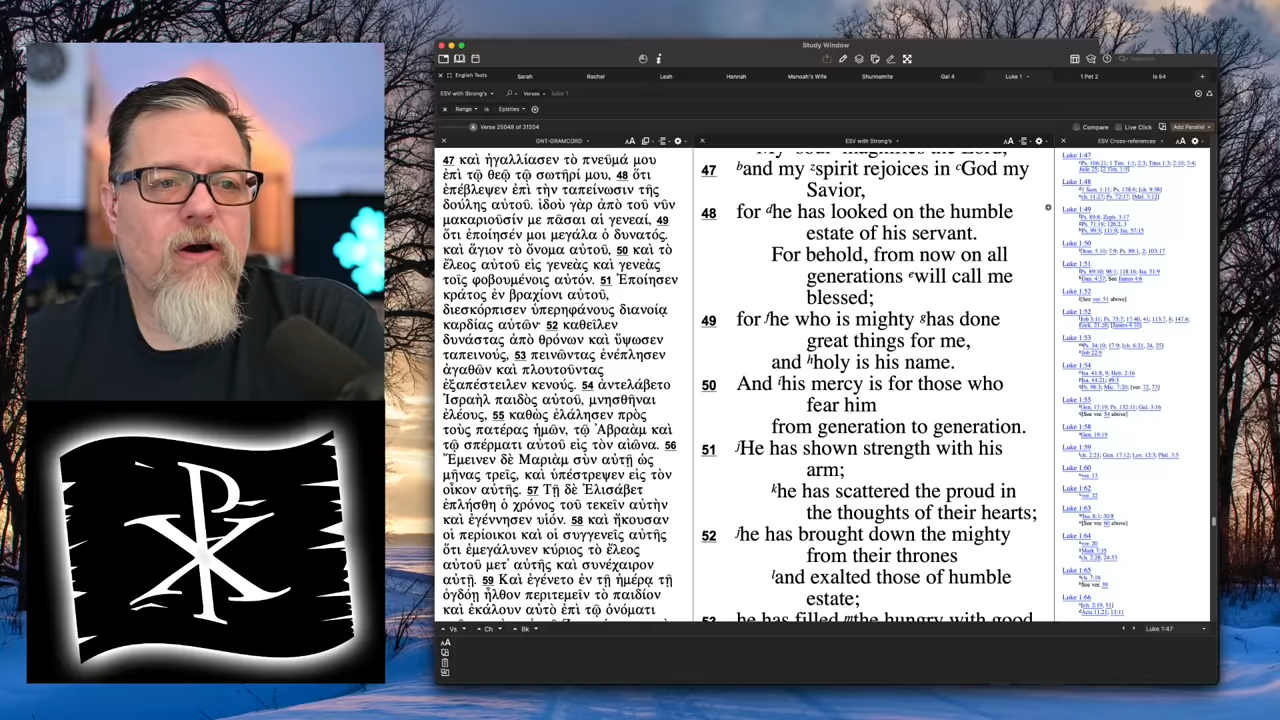 Study Window
English Texts
Sarah
Rachel
Leah
Hannah
Manoah's Wife
Shunnamite
Gal 4
Luke 1
1 Pet 2
Is 54
ESV with Strong's
Verses
luke 1
Range
is
Epistles
Verse 25048 of 31204
Compare
Live Click
Add Parallel
GNT-GRAMCORD
47 καὶ ἠγαλλίασεν τὸ πνεῦμά μου
ἐπὶ τῷ θεῷ τῷ σωτῆρί μου, 48 ὅτι
ἐπέβλεψεν ἐπὶ τὴν ταπείνωσιν τῆς
δούλης αὐτοῦ. ἰδοὺ γὰρ ἀπὸ τοῦ νῦν
μακαριοῦσίν με πᾶσαι αἱ γενεαί, 49
ὅτι ἐποίησέν μοι μεγάλα ὁ δυνατός.
καὶ ἅγιον τὸ ὄνομα αὐτοῦ, 50 καὶ τὸ
ἔλεος αὐτοῦ εἰς γενεὰς καὶ γενεὰς
τοῖς φοβουμένοις αὐτόν. 51 Ἐποίησεν
κράτος ἐν βραχίονι αὐτοῦ,
διεσκόρπισεν ὑπερηφάνους διανοίᾳ
καρδίας αὐτῶν· 52 καθεῖλεν
δυνάστας ἀπὸ θρόνων καὶ ὕψωσεν
ταπεινούς, 53 πεινῶντας ἐνέπλησεν
ἀγαθῶν καὶ πλουτοῦντας
ἐξαπέστειλεν κενούς. 54 ἀντελάβετο
Ἰσραὴλ παιδὸς αὐτοῦ, μνησθῆναι
ἐλέους, 55 καθὼς ἐλάλησεν πρὸς
τοὺς πατέρας ἡμῶν, τῷ Ἀβραὰμ καὶ
τῷ σπέρματι αὐτοῦ εἰς τὸν αἰῶνα. 56
Ἔμεινεν δὲ Μαριὰμ σὺν αὐτῇ ὡς
μῆνας τρεῖς, καὶ ὑπέστρεψεν εἰς τὸν
οἶκον αὐτῆς. 57 Τῇ δὲ Ἐλισάβετ
ἐπλήσθη ὁ χρόνος τοῦ τεκεῖν αὐτὴν
καὶ ἐγέννησεν υἱόν. 58 καὶ ἤκουσαν
οἱ περίοικοι καὶ οἱ συγγενεῖς αὐτῆς
ὅτι ἐμεγάλυνεν κύριος τὸ ἔλεος
αὐτοῦ μετ᾽ αὐτῆς καὶ συνέχαιρον
αὐτῇ. 59 Καὶ ἐγένετο ἐν τῇ ἡμέρᾳ τῇ
ὀγδόῃ ἦλθον περιτεμεῖν τὸ παιδίον
καὶ ἐκάλουν αὐτὸ ἐπὶ τῷ ὀνόματι
ESV with Strong's
47 and my spirit rejoices in God my
Savior,
48 for he has looked on the humble
estate of his servant.
For behold, from now on all
generations will call me
blessed;
49 for he who is mighty has done
great things for me,
and holy is his name.
50 And his mercy is for those who
fear him
from generation to generation.
51 He has shown strength with his
arm;
he has scattered the proud in
the thoughts of their hearts;
52 he has brought down the mighty
from their thrones
and exalted those of humble
estate;
ESV Cross-references
Luke 1:47
Luke 1:48
Luke 1:49
Luke 1:50
Luke 1:51
Luke 1:52
[See ver. 51 above]
Luke 1:52
Luke 1:53
Luke 1:54
Luke 1:55
Luke 1:58
Luke 1:59
Luke 1:60
Luke 1:62
Luke 1:63
Luke 1:64
Luke 1:65
Luke 1:66
Vs
Ch
Bk
Luke 1:47